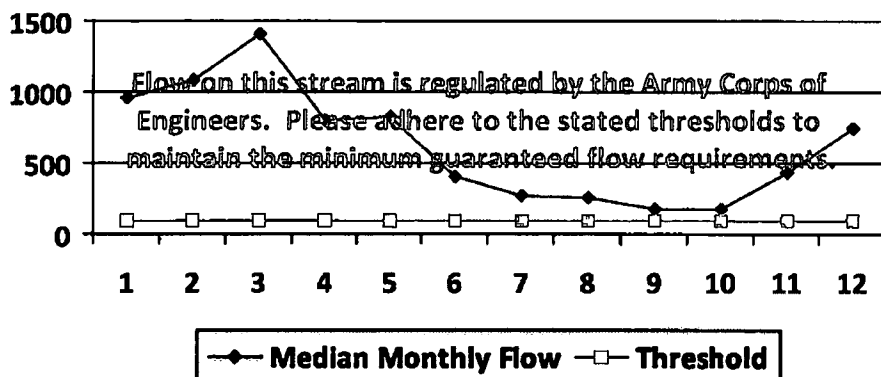 1500
Flow on this stream is regulated by the Army Corps of
1000
Engineers. Please adhere to the stated thresholds to
500
maintain the minimum guaranteed flow requirements.
0
1 2 3 4 5 6 7 8 9 10 11 12
Median Monthly Flow Threshold